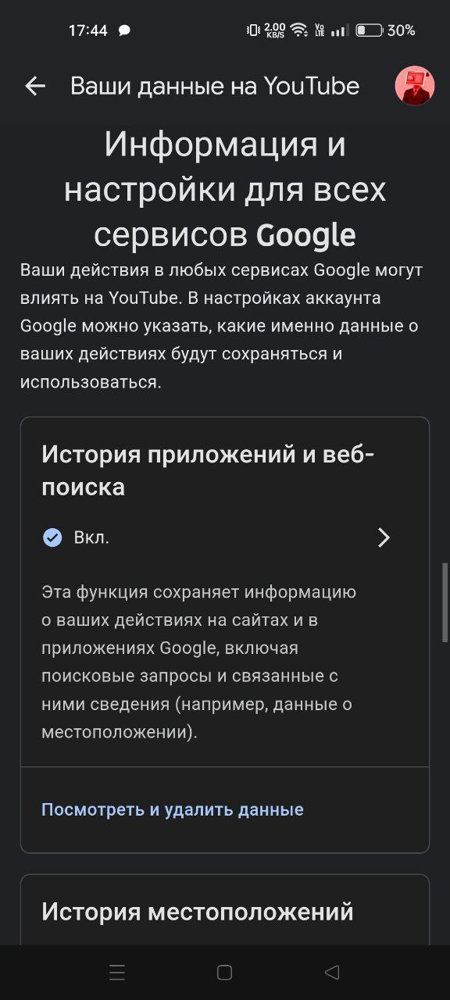 17:44
2.00
KB/S
Vo
LTE
30%
Ваши данные на YouTube
Информация и
настройки для всех
сервисов Google
Ваши действия в любых сервисах Google могут
влиять на YouTube. В настройках аккаунта
Google можно указать, какие именно данные о
ваших действиях будут сохраняться и
использоваться.
История приложений и веб-
поиска
Вкл.
Эта функция сохраняет информацию
о ваших действиях на сайтах и в
приложениях Google, включая
поисковые запросы и связанные с
ними сведения (например, данные о
местоположении).
Посмотреть и удалить данные
История местоположений